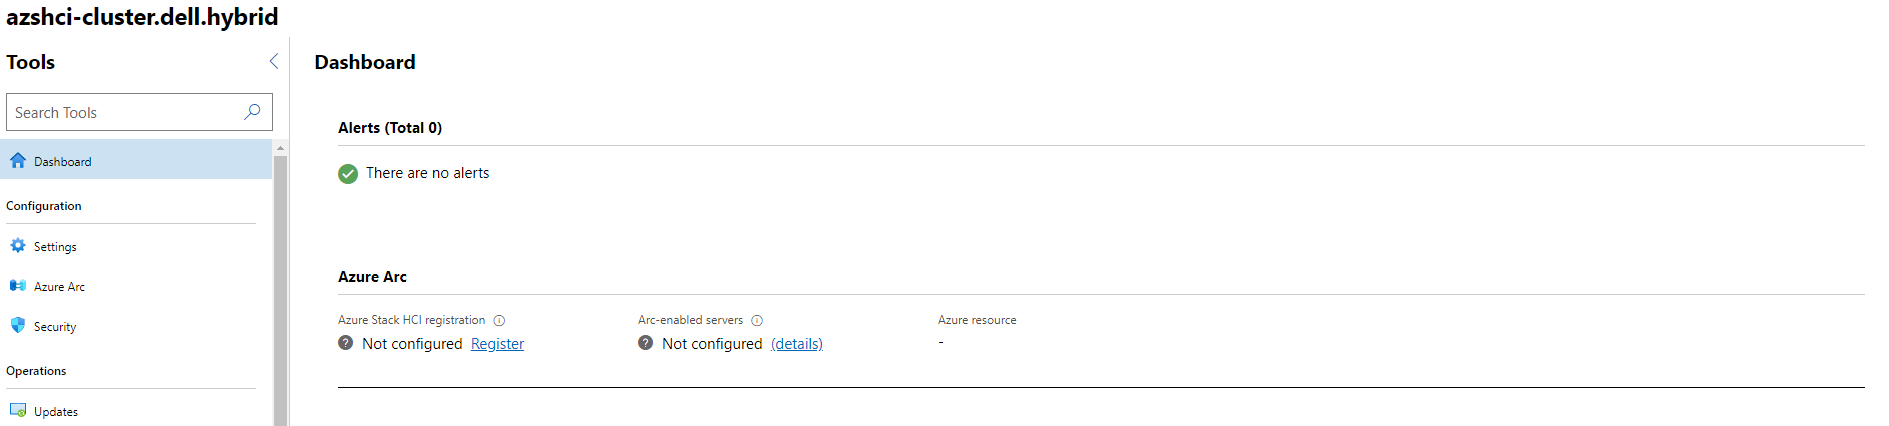 azshci-cluster.dell.hybrid
Tools
Search Tools
Dashboard
Configuration
Settings
Azure Arc
Security
Operations
Updates
Dashboard
Alerts (Total 0)
There are no alerts
Azure Arc
Azure Stack HCI registration
Not configured Register
Arc-enabled servers
Not configured (details)
Azure resource
-